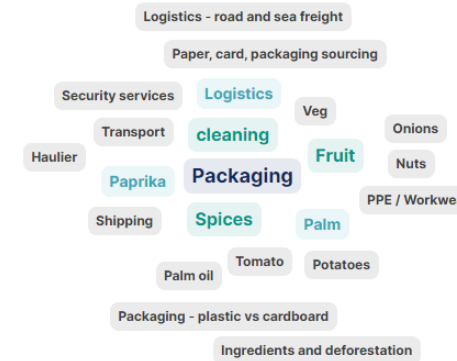 Logistics - road and sea freight
Paper, card, packaging sourcing
Security services
Logistics
Veg
Transport
cleaning
Onions
Haulier
Fruit
Nuts
Paprika
Packaging
PPE / Workwe
Shipping
Spices
Palm
Tomato
Potatoes
Palm oil
Packaging - plastic vs cardboard
Ingredients and deforestation